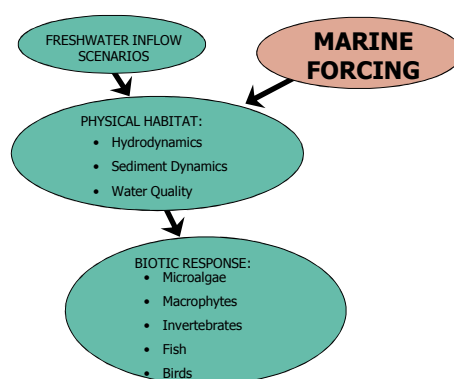 FRESHWATER INFLOW
SCENARIOS
MARINE
FORCING
PHYSICAL HABITAT:
• Hydrodynamics
• Sediment Dynamics
• Water Quality
BIOTIC RESPONSE:
• Microalgae
• Macrophytes
• Invertebrates
• Fish
• Birds